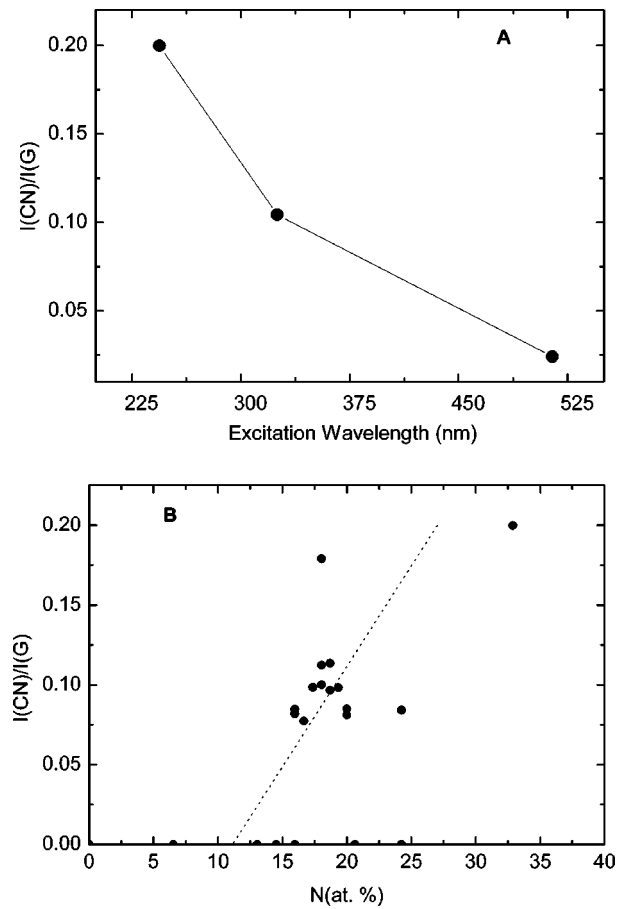 A
0.20
0.15
0.10
0.05
I(CN)/I(G)
225 300 375 450 525
Excitation Wavelength (nm)
B
0.20
0.15
0.10
0.05
0.00
I(CN)/I(G)
0 5 10 15 20 25 30 35 40
N(at. %)